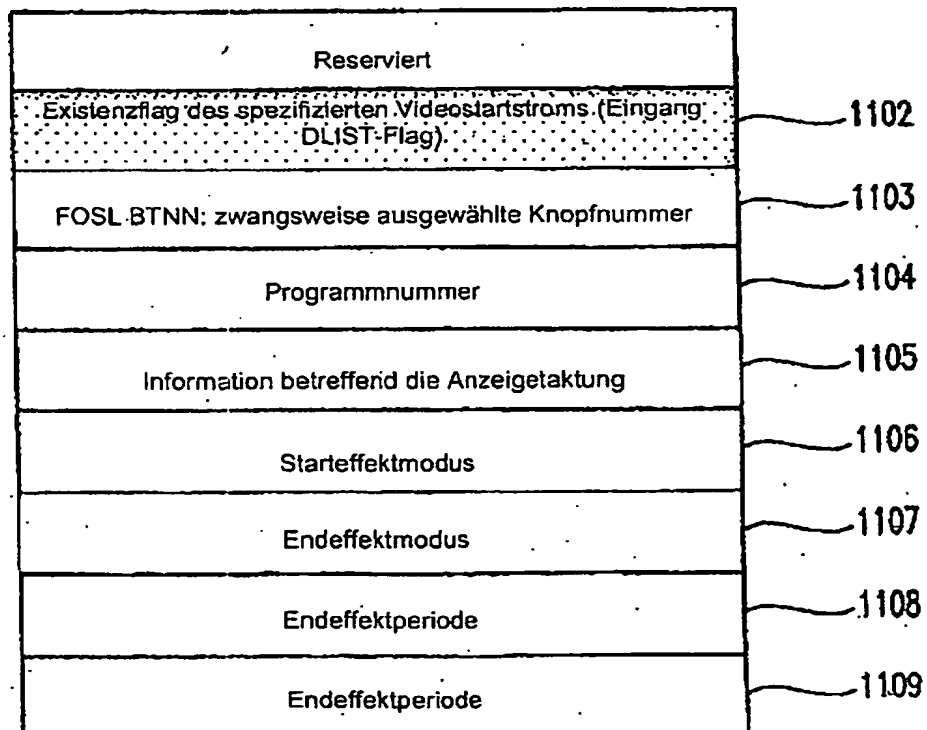 Reserviert
Existenzflag des spezifizierten Videostartstroms (Eingang
DLIST-Flag)
1102
FOSL BTNN: zwangsweise ausgewählte Knopfnummer
1103
Programmnummer
1104
Information betreffend die Anzeigetaktung
1105
Starteffektmodus
1106
Endeffektmodus
1107
Endeffektperiode
1108
Endeffektperiode
1109